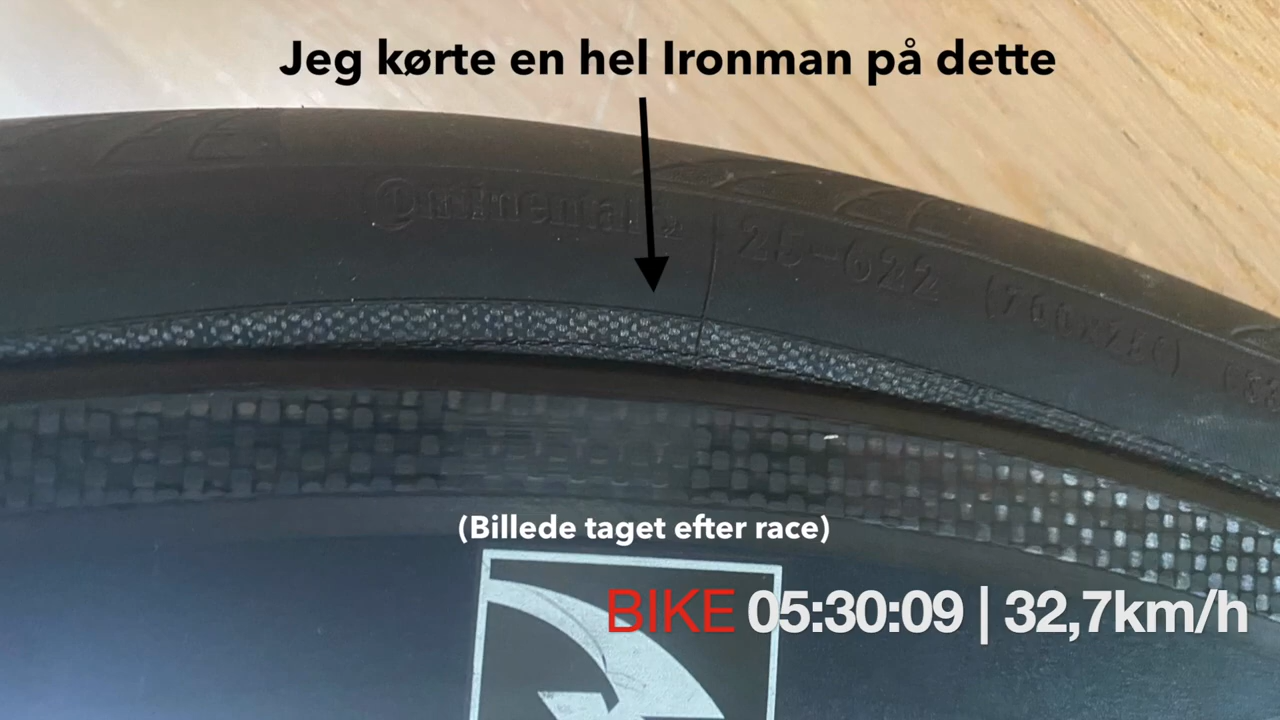 Jeg kørte en hel Ironman på dette
Continental
25-622 (700x25C)
(Billede taget efter race)
BIKE 05:30:09 | 32,7km/h